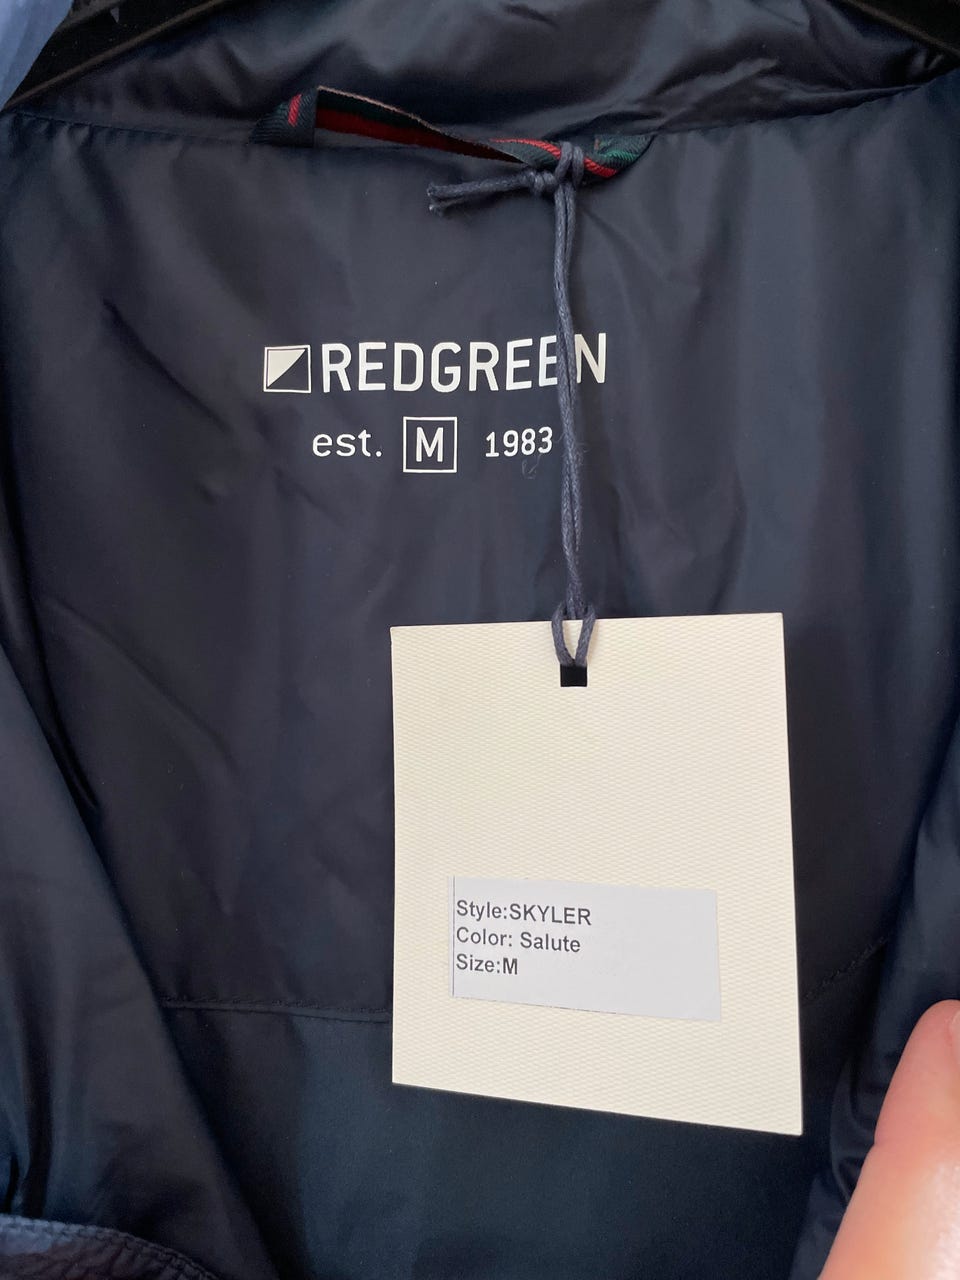 REDGREEN
est. M 1983
Style:SKYLER
Color: Salute
Size:M